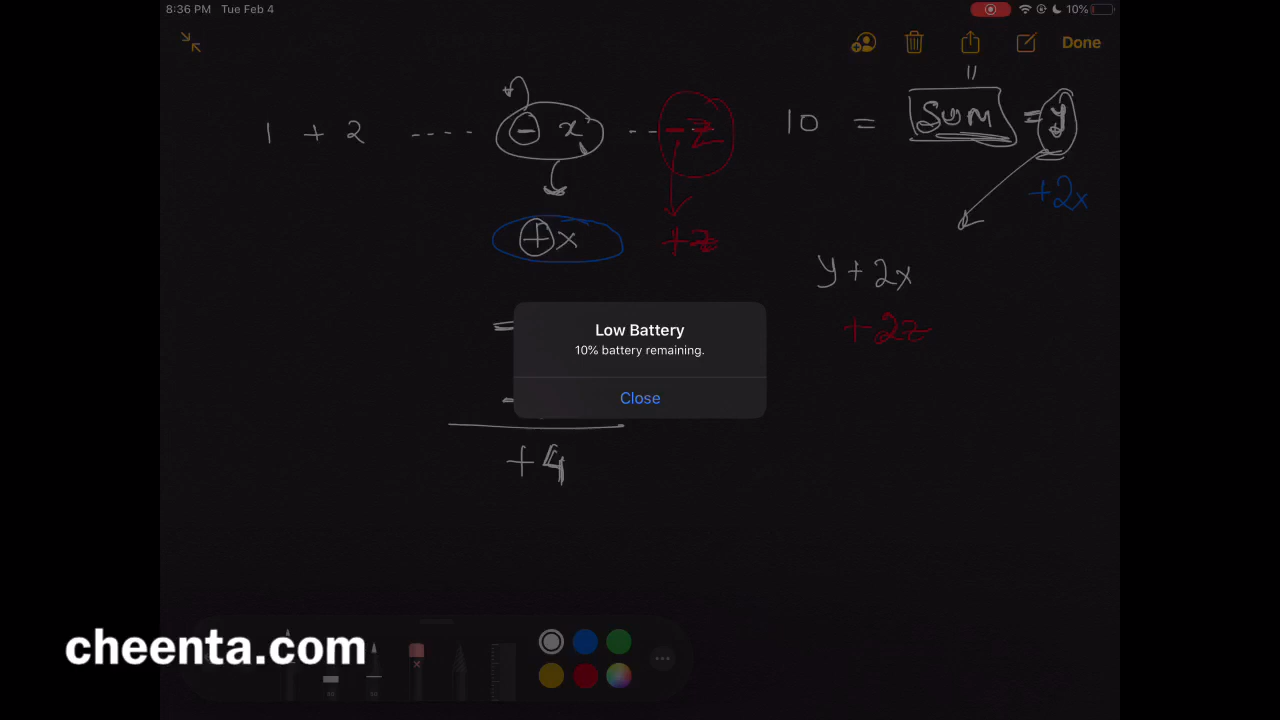 8:36 PM Tue Feb 4 10%
Done
1 + 2 ---- - x --- - z 10 = SUM = y
+2x
+x +z
y + 2x
+2z
Low Battery
10% battery remaining.
Close
+4
cheenta.com